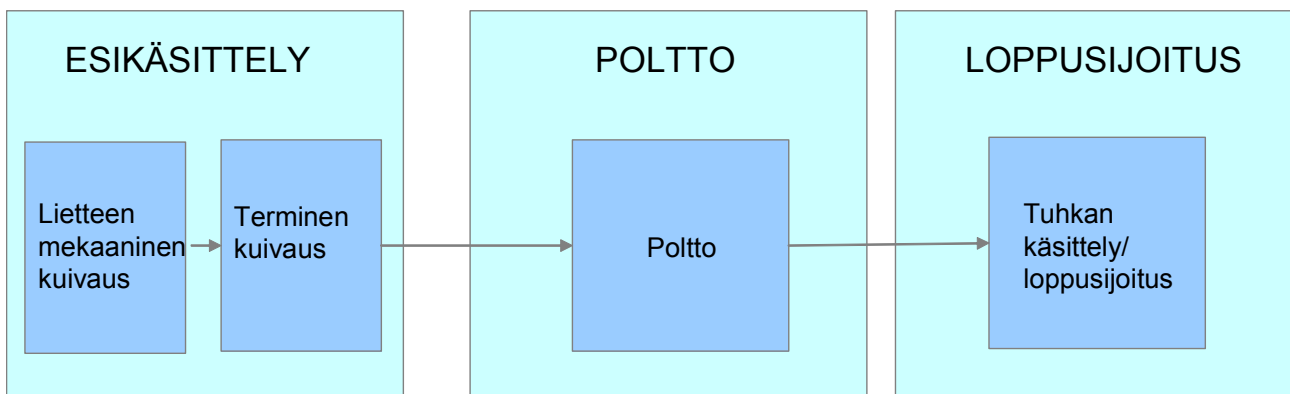 ESIKÄSITTELY
Lietteen
mekaaninen
kuivaus
Terminen
kuivaus
POLTTO
Poltto
LOPPUSIJOITUS
Tuhkan
käsittely/
loppusijoitus